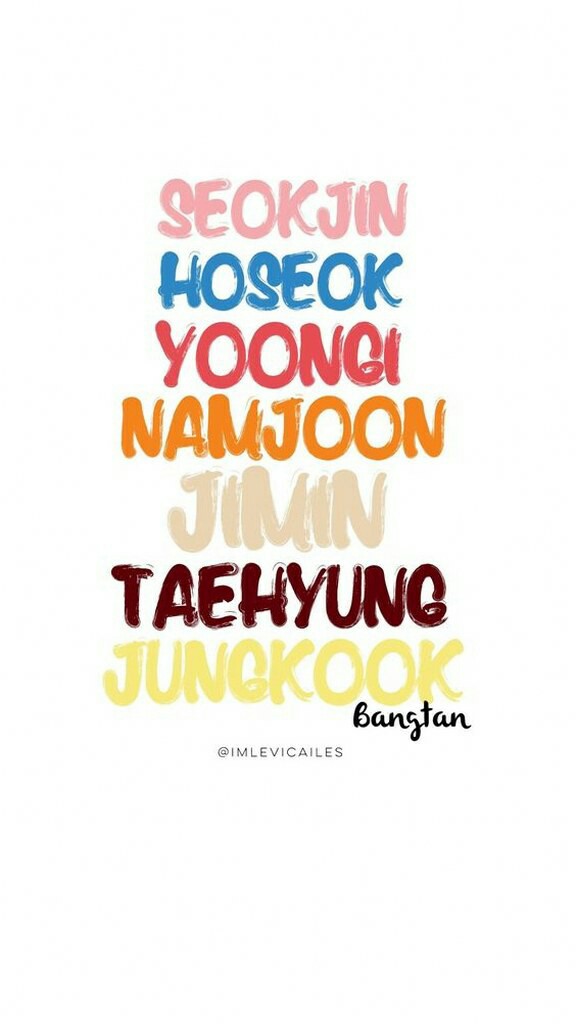 SEOKJIN
HOSEOK
YOONGI
NAMJOON
JIMIN
TAEHYUNG
JUNGKOOK
Bangtan
@IMLEVICAILES